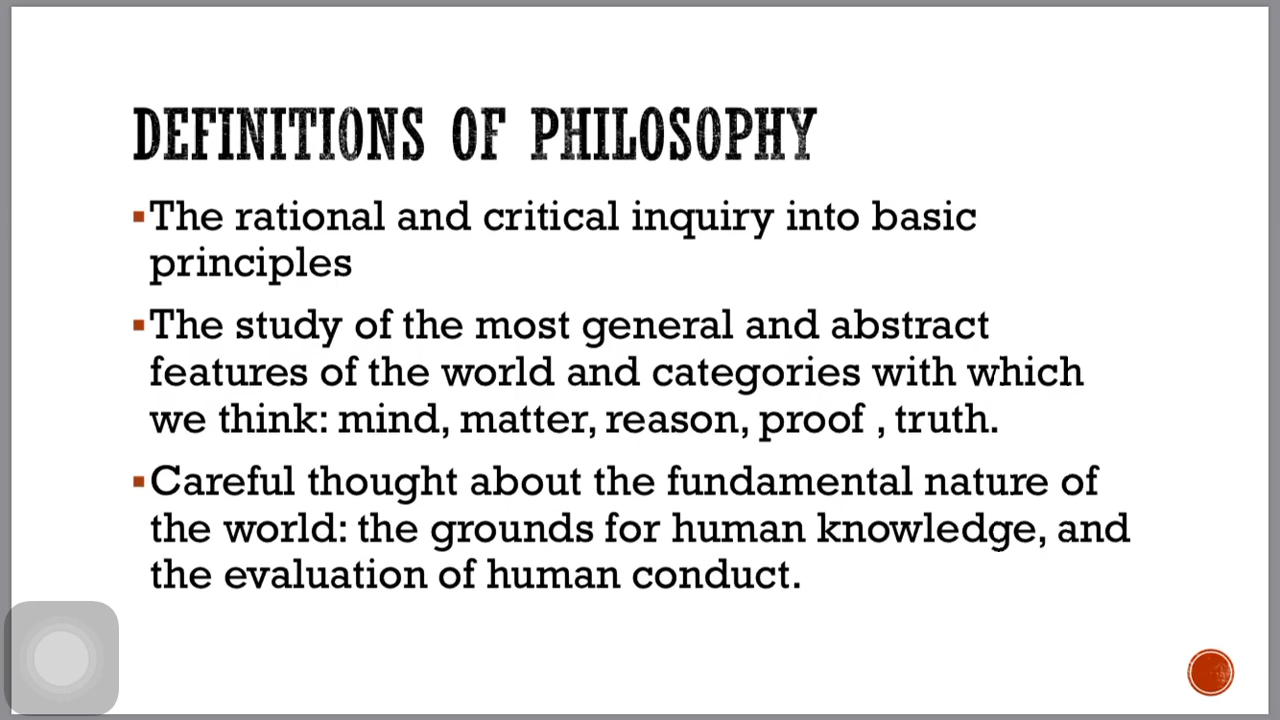 DEFINITIONS OF PHILOSOPHY
▪The rational and critical inquiry into basic
principles
▪The study of the most general and abstract
features of the world and categories with which
we think: mind, matter, reason, proof , truth.
▪Careful thought about the fundamental nature of
the world: the grounds for human knowledge, and
the evaluation of human conduct.